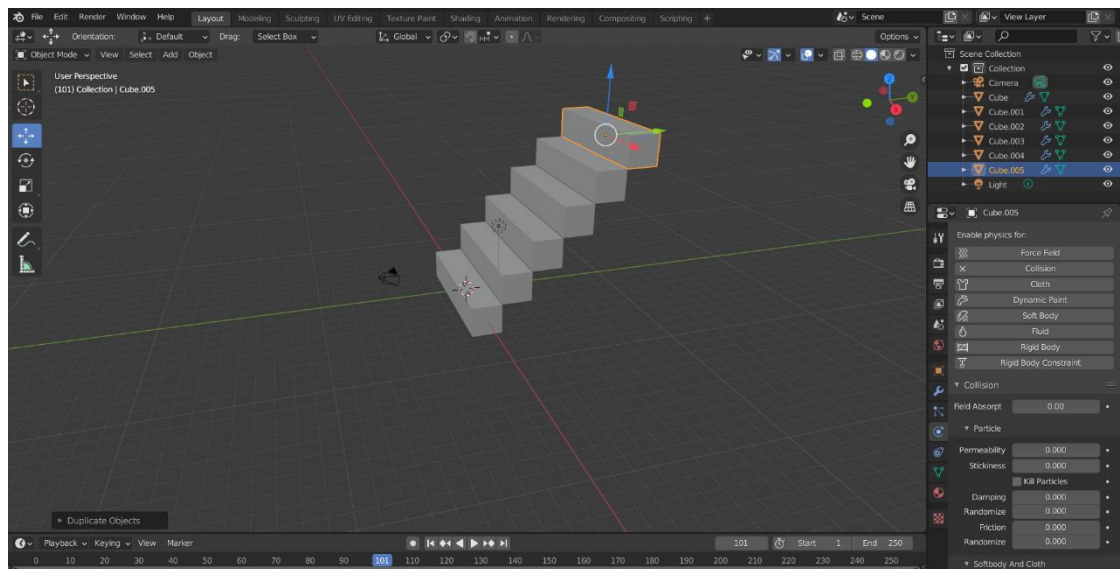 File Edit Render Window Help Layout Modeling Sculpting UV Editing Texture Paint Shading Animation Rendering Compositing Scripting + Scene View Layer
Orientation: Default Drag: Select Box Global Options
Object Mode View Select Add Object
User Perspective
(101) Collection | Cube.005
Z
Y
X
Duplicate Objects
Scene Collection
Collection
Camera
Cube
Cube.001
Cube.002
Cube.003
Cube.004
Cube.005
Light
Cube.005
Enable physics for:
Force Field
Collision
Cloth
Dynamic Paint
Soft Body
Fluid
Rigid Body
Rigid Body Constraint
Collision
Field Absorpt 0.00
Particle
Permeability 0.000
Stickiness 0.000
Kill Particles
Damping 0.000
Randomize 0.000
Friction 0.000
Randomize 0.000
Softbody And Cloth
Playback Keying View Marker 101 Start 1 End 250
0 10 20 30 40 50 60 70 80 90 101 110 120 130 140 150 160 170 180 190 200 210 220 230 240 250